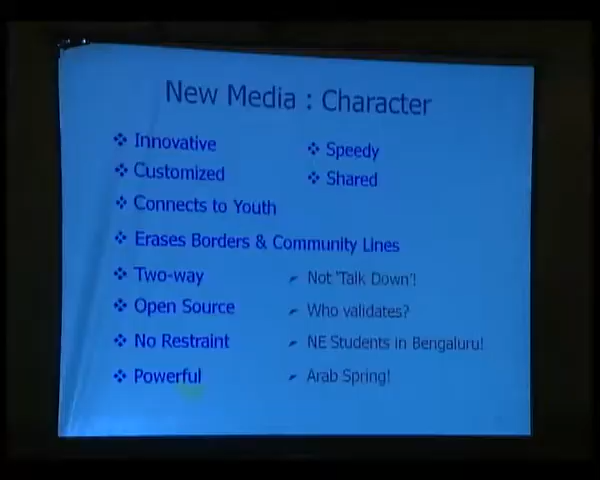 New Media : Character
❖ Innovative ❖ Speedy
❖ Customized ❖ Shared
❖ Connects to Youth
❖ Erases Borders & Community Lines
❖ Two-way ➢ Not 'Talk Down'!
❖ Open Source ➢ Who validates?
❖ No Restraint ➢ NE Students in Bengaluru!
❖ Powerful ➢ Arab Spring!